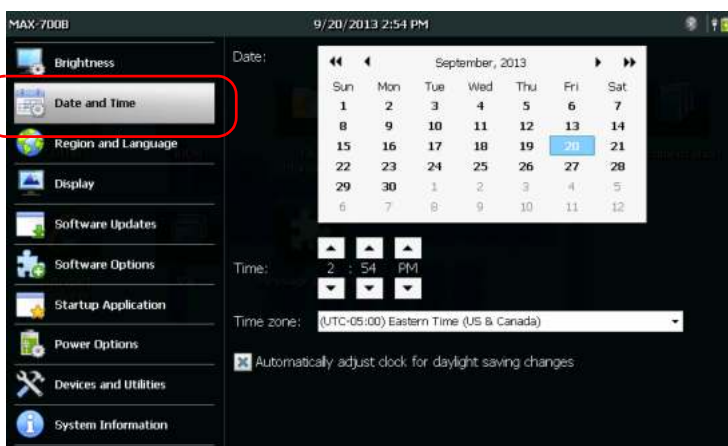 MAX-700B 9/20/2013 2:54 PM
Brightness
Date and Time
Region and Language
Display
Software Updates
Software Options
Startup Application
Power Options
Devices and Utilities
System Information
Date:
September, 2013
Sun Mon Tue Wed Thu Fri Sat
1 2 3 4 5 6 7
8 9 10 11 12 13 14
15 16 17 18 19 20 21
22 23 24 25 26 27 28
29 30 1 2 3 4 5
6 7 8 9 10 11 12
Time: 2 : 54 PM
Time zone: (UTC-05:00) Eastern Time (US & Canada)
Automatically adjust clock for daylight saving changes